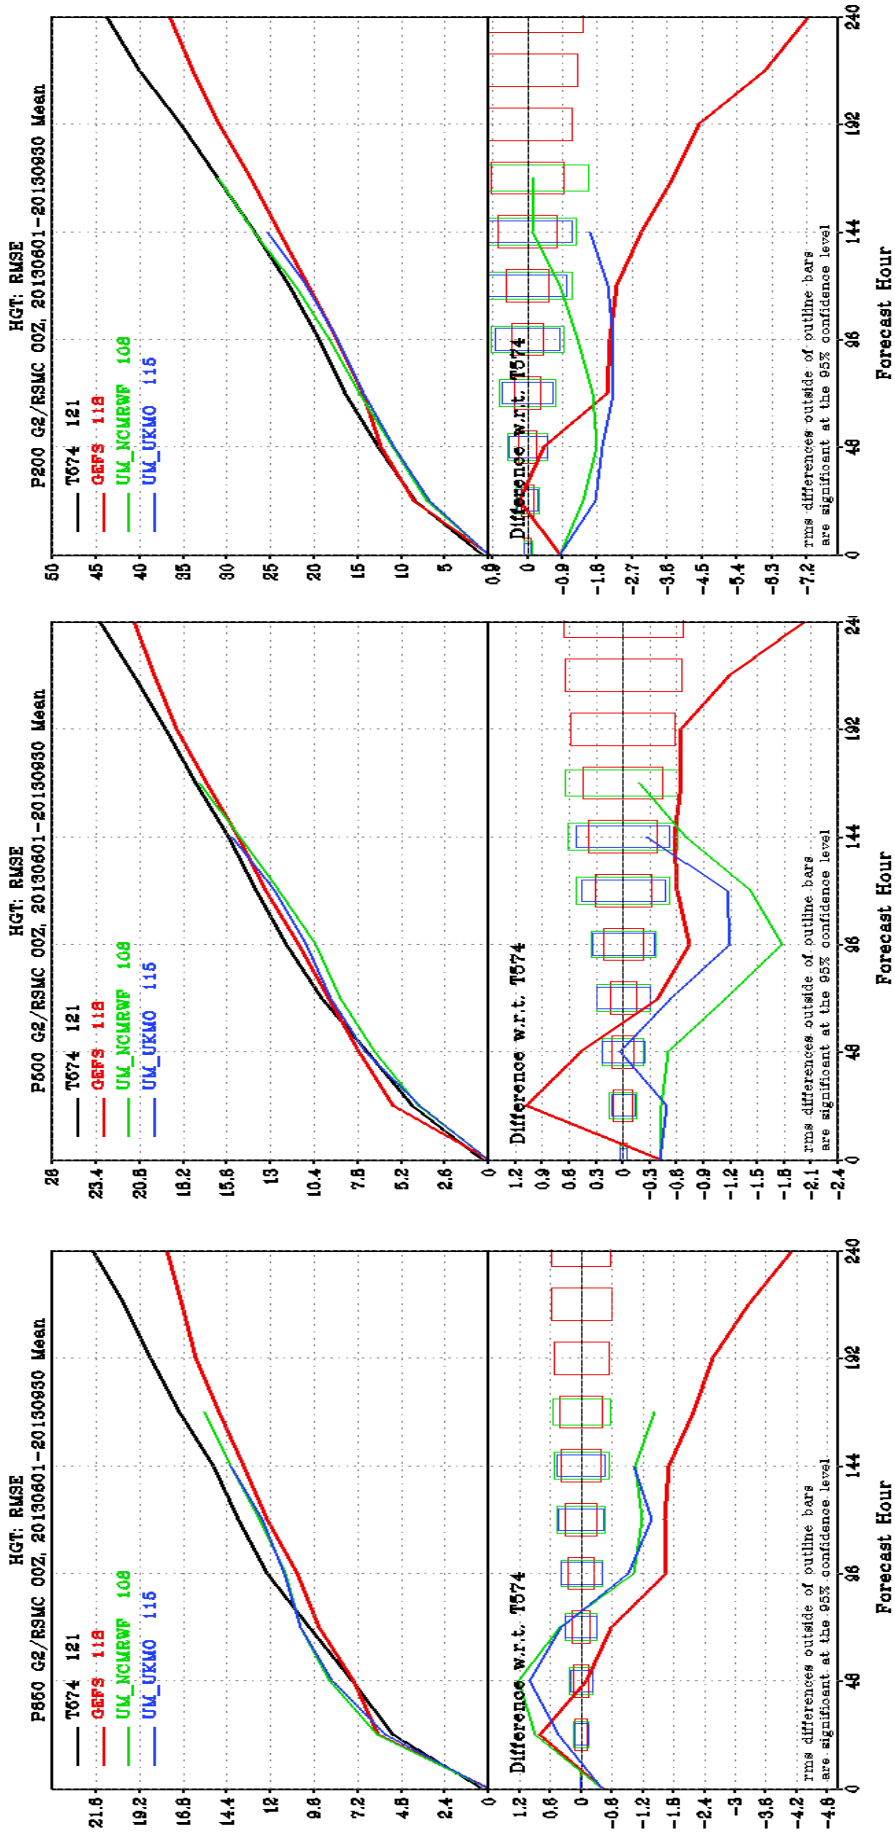 HGT: RMSE
P850 G2/RSMC 00Z, 20130601-20130930 Mean
T574 121
GEFS 118
UM_NCMRWF 108
UM_UKMO 115
21.6
19.2
16.8
14.4
12
9.6
7.2
4.8
2.4
0
Difference w.r.t. T574
1.2
0.6
0
-0.6
-1.2
-1.8
-2.4
-3
-3.6
-4.2
-4.8
rms differences outside of outline bars
are significant at the 95% confidence level
0 48 96 144 192 240
Forecast Hour
HGT: RMSE
P500 G2/RSMC 00Z, 20130601-20130930 Mean
T574 121
GEFS 118
UM_NCMRWF 108
UM_UKMO 115
26
23.4
20.8
18.2
15.6
13
10.4
7.8
5.2
2.6
0
Difference w.r.t. T574
1.2
0.9
0.6
0.3
0
-0.3
-0.6
-0.9
-1.2
-1.5
-1.8
-2.1
-2.4
rms differences outside of outline bars
are significant at the 95% confidence level
0 48 96 144 192 24
Forecast Hour
HGT: RMSE
P200 G2/RSMC 00Z, 20130601-20130930 Mean
T574 121
GEFS 118
UM_NCMRWF 108
UM_UKMO 115
50
45
40
35
30
25
20
15
10
5
0
Difference w.r.t. T574
0.9
0
-0.9
-1.8
-2.7
-3.6
-4.5
-5.4
-6.3
-7.2
rms differences outside of outline bars
are significant at the 95% confidence level
0 48 96 144 192 240
Forecast Hour